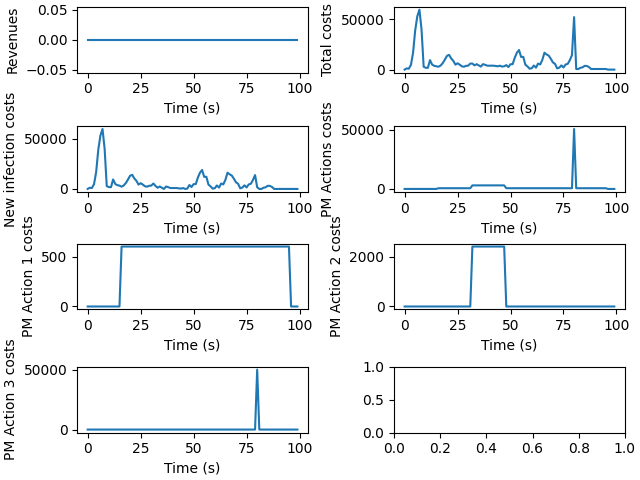 Revenues
0.05
0.00
−0.05
0 25 50 75 100
Time (s)
Total costs
50000
0
0 25 50 75 100
Time (s)
New infection costs
50000
0
0 25 50 75 100
Time (s)
PM Actions costs
50000
0
0 25 50 75 100
Time (s)
PM Action 1 costs
500
0
0 25 50 75 100
Time (s)
PM Action 2 costs
2000
0
0 25 50 75 100
Time (s)
PM Action 3 costs
50000
0
0 25 50 75 100
Time (s)
1.0
0.5
0.0
0.0 0.2 0.4 0.6 0.8 1.0